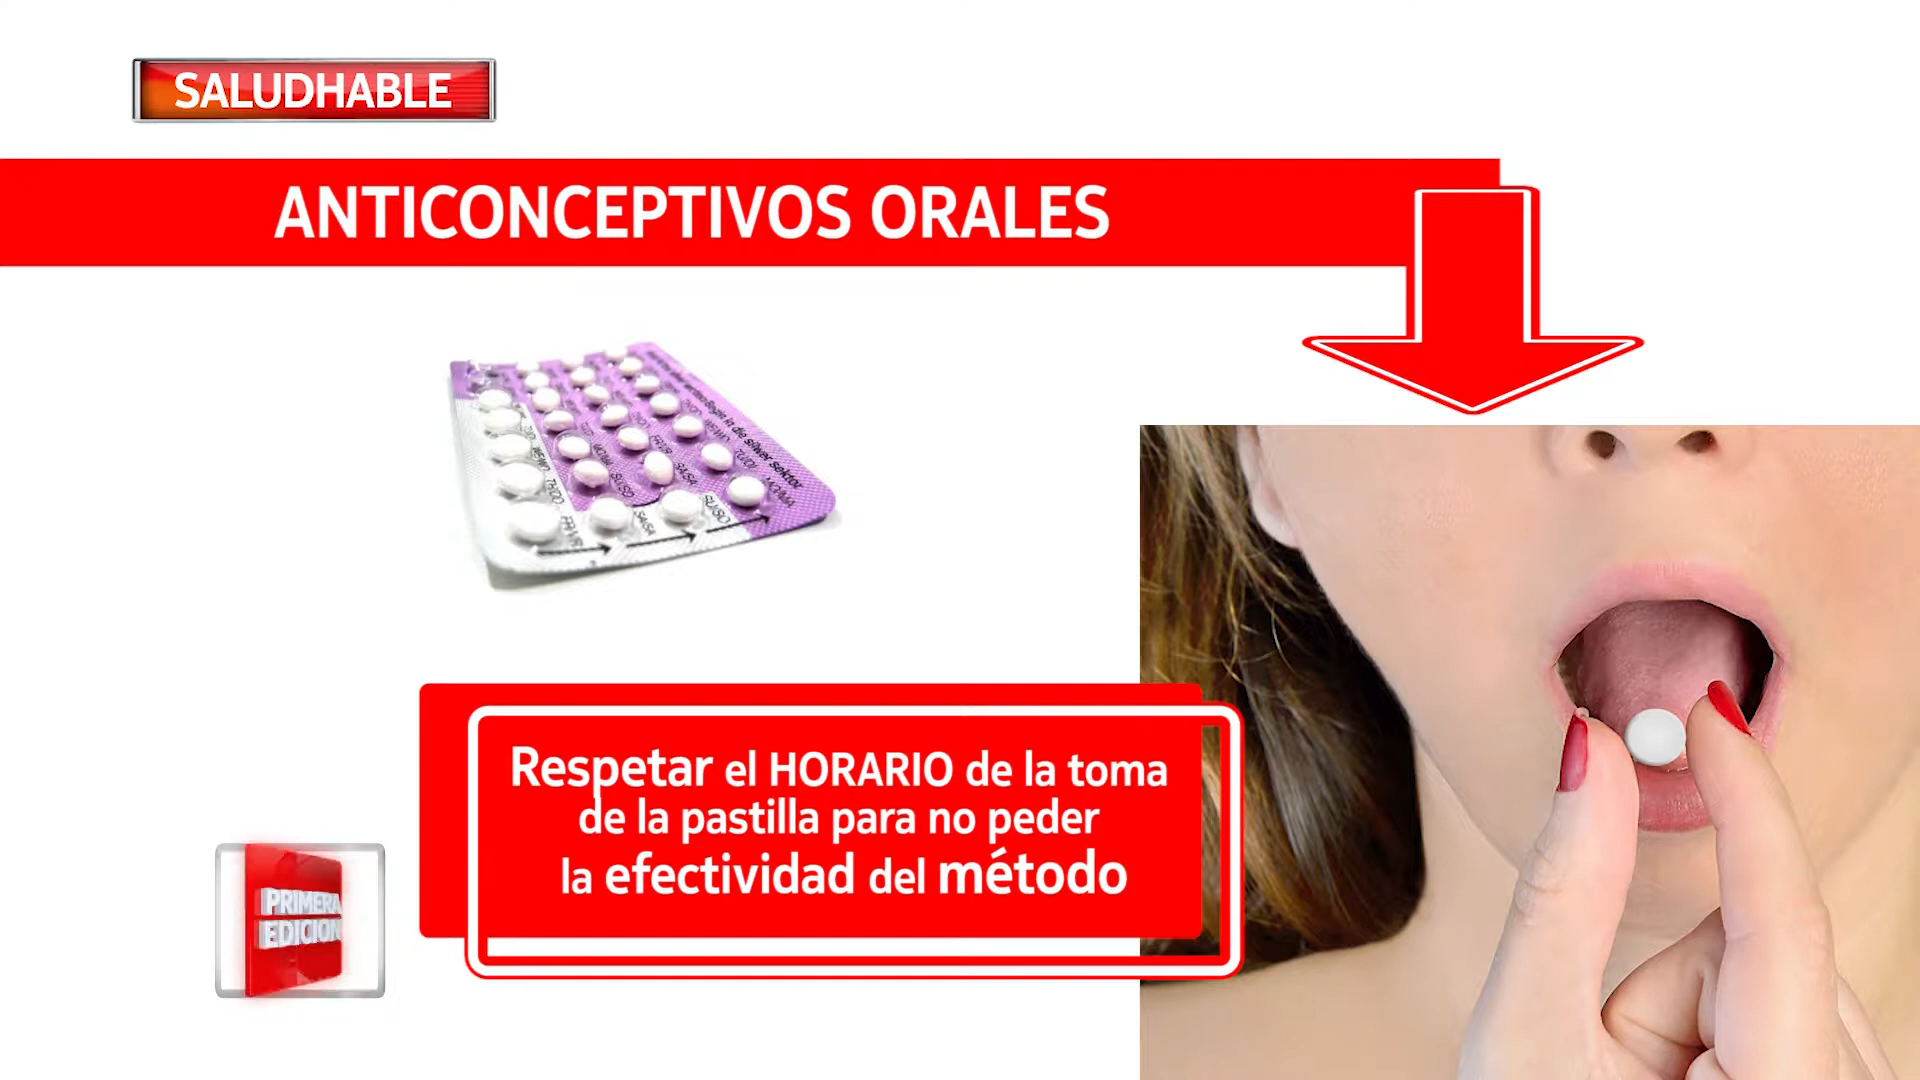 SALUDHABLE
ANTICONCEPTIVOS ORALES
Respetar el HORARIO de la toma
de la pastilla para no peder
la efectividad del método
PRIMERA
EDICION